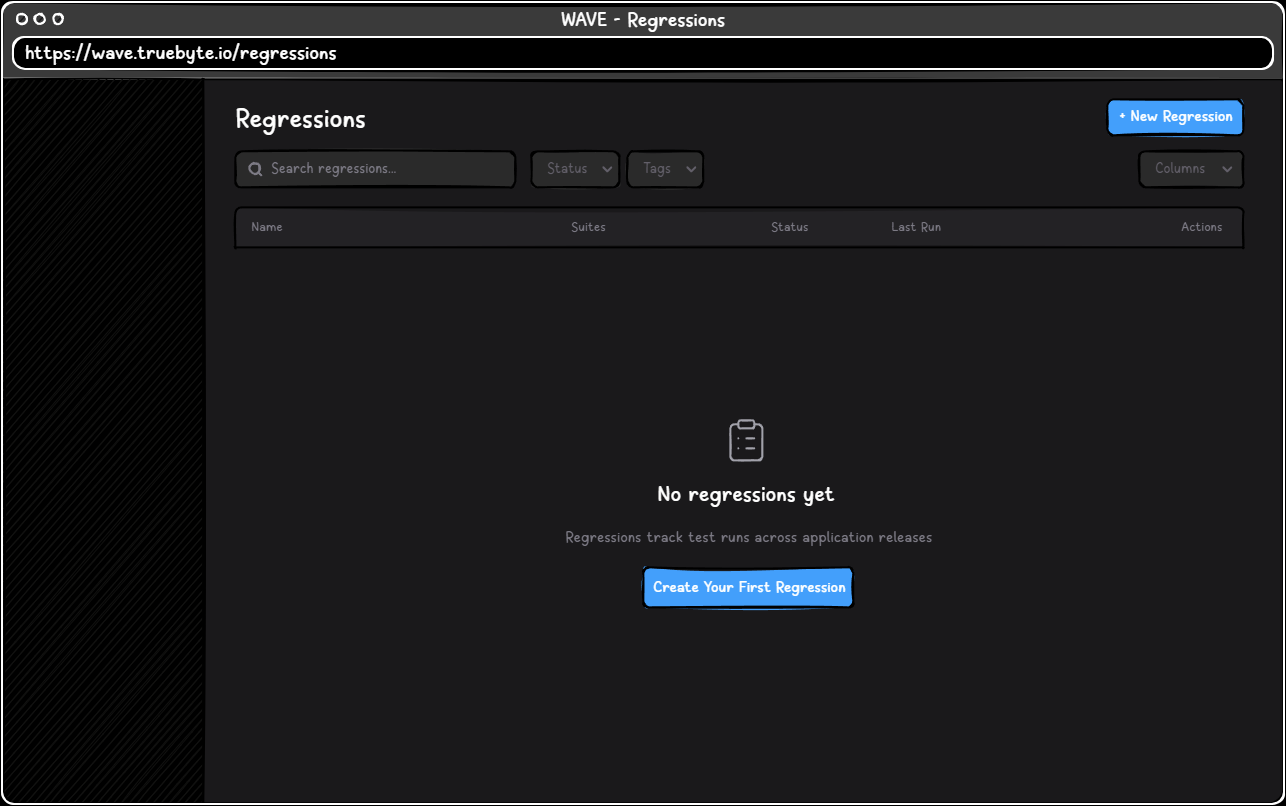 WAVE - Regressions
https://wave.truebyte.io/regressions
Regressions
+ New Regression
Search regressions...
Status
Tags
Columns
Name
Suites
Status
Last Run
Actions
No regressions yet
Regressions track test runs across application releases
Create Your First Regression